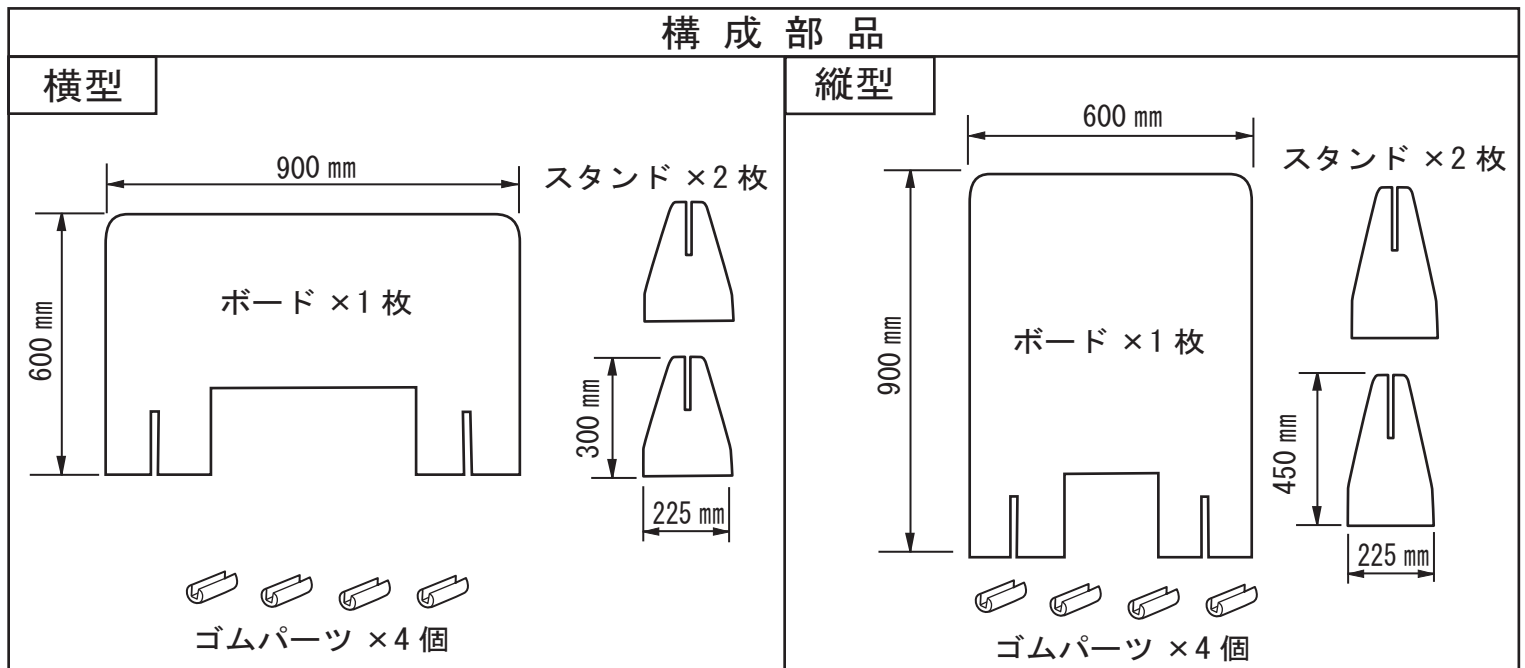 構成部品
横型
900 mm
スタンド ×2 枚
600 mm
ボード ×1 枚
300 mm
225 mm
ゴムパーツ ×4 個
縦型
600 mm
スタンド ×2 枚
900 mm
ボード ×1 枚
450 mm
225 mm
ゴムパーツ ×4 個